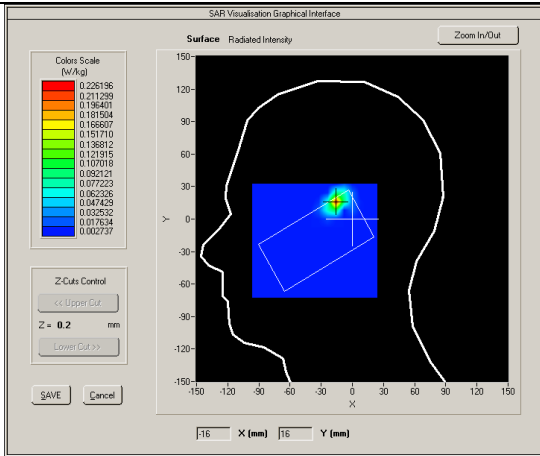 SAR Visualisation Graphical Interface
Surface Radiated Intensity
Zoom In/Out
Colors Scale
(W/kg)
0.226196
0.211299
0.196401
0.181504
0.166607
0.151710
0.136812
0.121915
0.107018
0.092121
0.077223
0.062326
0.047429
0.032532
0.017634
0.002737
Z-Cuts Control
<< Upper Cut
Z = 0.2 mm
Lower Cut >>
SAVE Cancel
Y
150
120
90
60
30
0
-30
-60
-90
-120
-150
-150 -120 -90 -60 -30 0 30 60 90 120 150
X
-16 X (mm) 16 Y (mm)